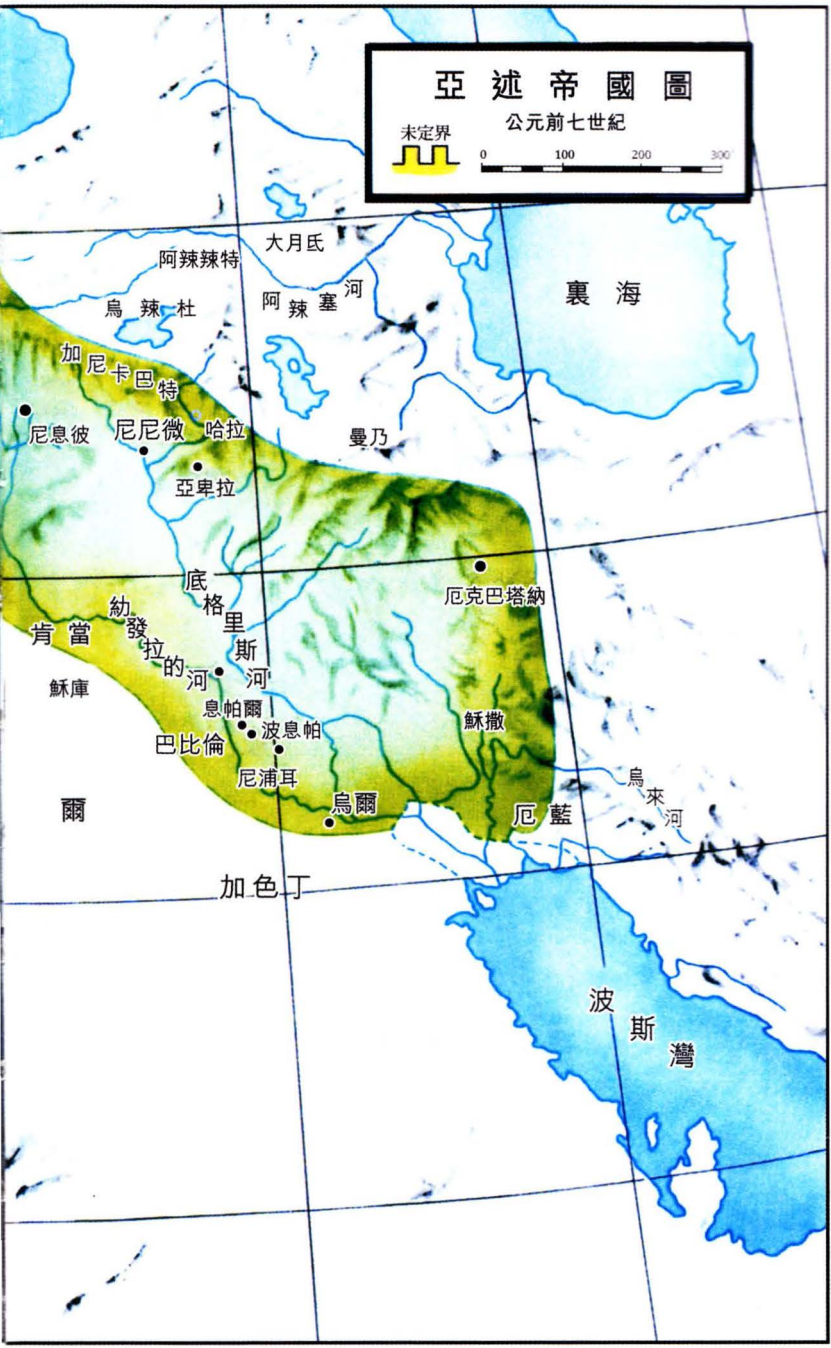 亞述帝國圖
公元前七世紀
未定界
0 100 200 300
大月氏
阿辣辣特
烏辣杜
阿辣塞河
裏海
加尼卡巴特
尼息彼
尼尼微
哈拉
曼乃
亞卑拉
厄克巴塔納
底格里斯河
幼發拉的河
肯當
穌庫
息帕爾
波息帕
巴比倫
穌撒
尼浦耳
烏爾
厄藍
烏來河
爾
加色丁
波斯灣